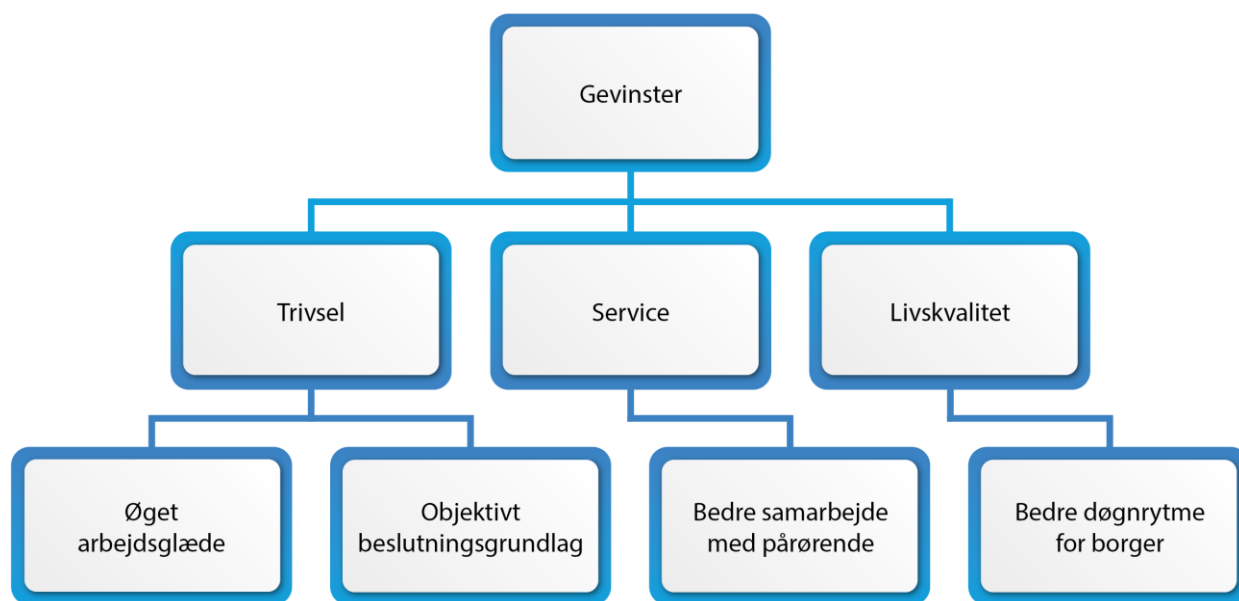 Gevinster
Trivsel
Service
Livskvalitet
Øget
arbejdsglæde
Objektivt
beslutningsgrundlag
Bedre samarbejde
med pårørende
Bedre døgnrytme
for borger